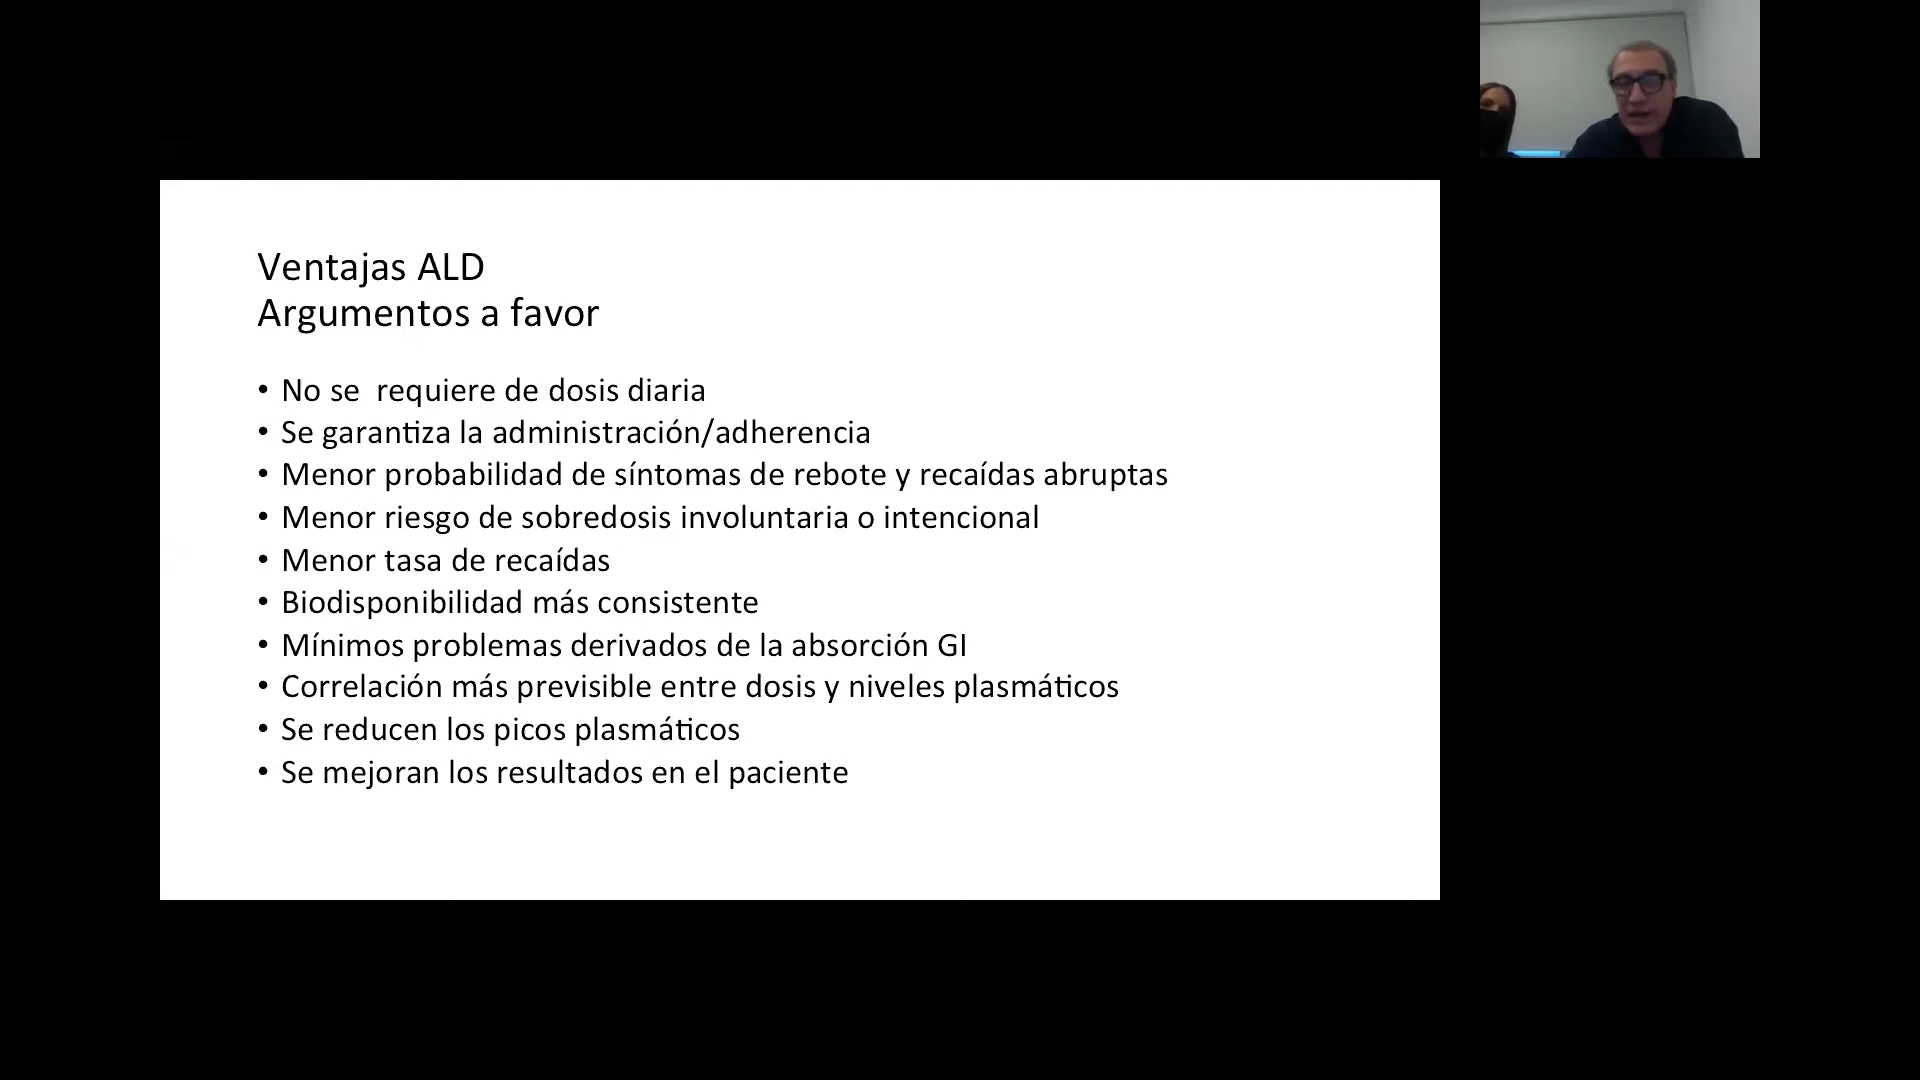 Ventajas ALD
Argumentos a favor
• No se  requiere de dosis diaria
• Se garantiza la administración/adherencia
• Menor probabilidad de síntomas de rebote y recaídas abruptas
• Menor riesgo de sobredosis involuntaria o intencional
• Menor tasa de recaídas
• Biodisponibilidad más consistente
• Mínimos problemas derivados de la absorción GI
• Correlación más previsible entre dosis y niveles plasmáticos
• Se reducen los picos plasmáticos
• Se mejoran los resultados en el paciente